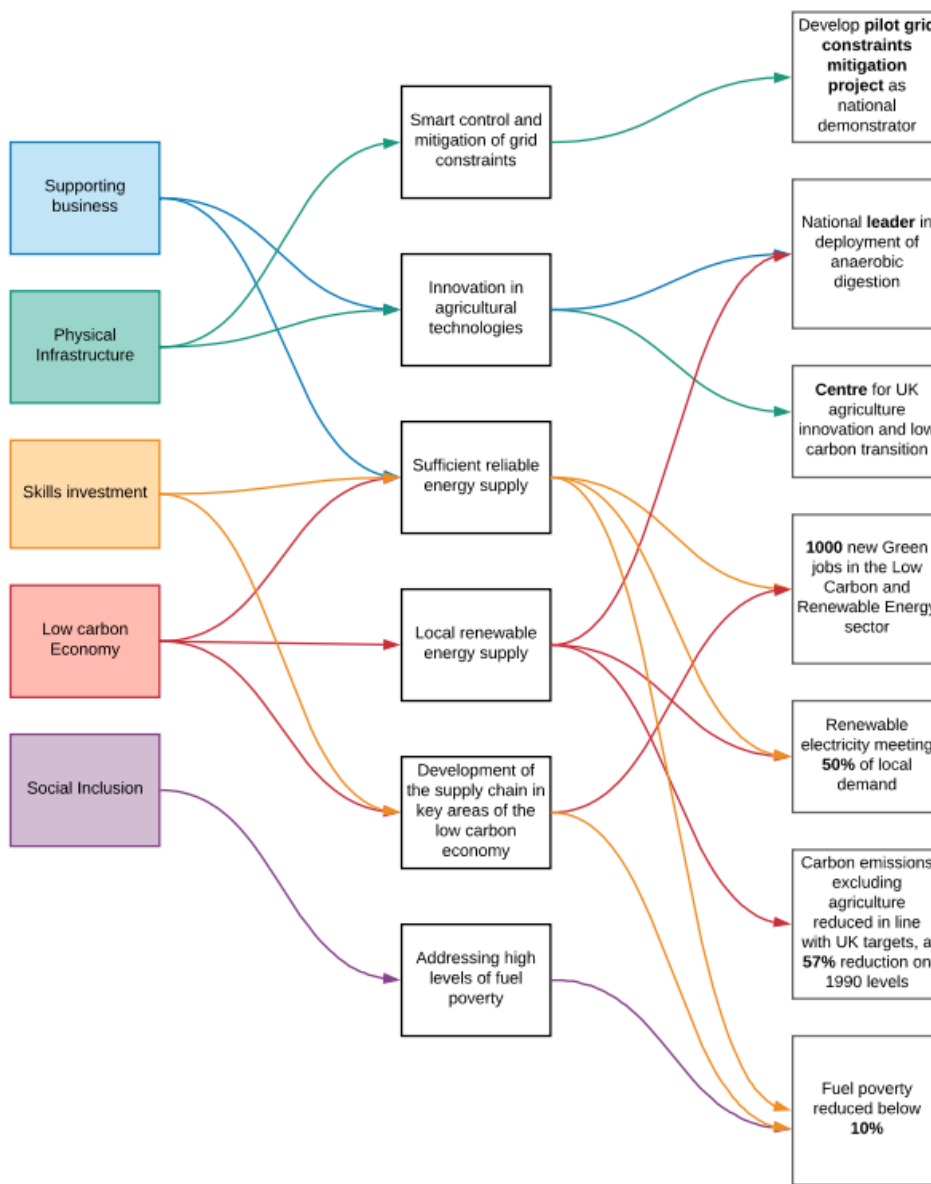 Supporting
business
Physical
Infrastructure
Skills investment
Low carbon
Economy
Social Inclusion
Smart control and
mitigation of grid
constraints
Innovation in
agricultural
technologies
Sufficient reliable
energy supply
Local renewable
energy supply
Development of
the supply chain in
key areas of the
low carbon
economy
Addressing high
levels of fuel
poverty
Develop pilot grid
constraints
mitigation
project as
national
demonstrator
National leader in
deployment of
anaerobic
digestion
Centre for UK
agriculture
innovation and low
carbon transition
1000 new Green
jobs in the Low
Carbon and
Renewable Energy
sector
Renewable
electricity meeting
50% of local
demand
Carbon emissions
excluding
agriculture
reduced in line
with UK targets, a
57% reduction on
1990 levels
Fuel poverty
reduced below
10%